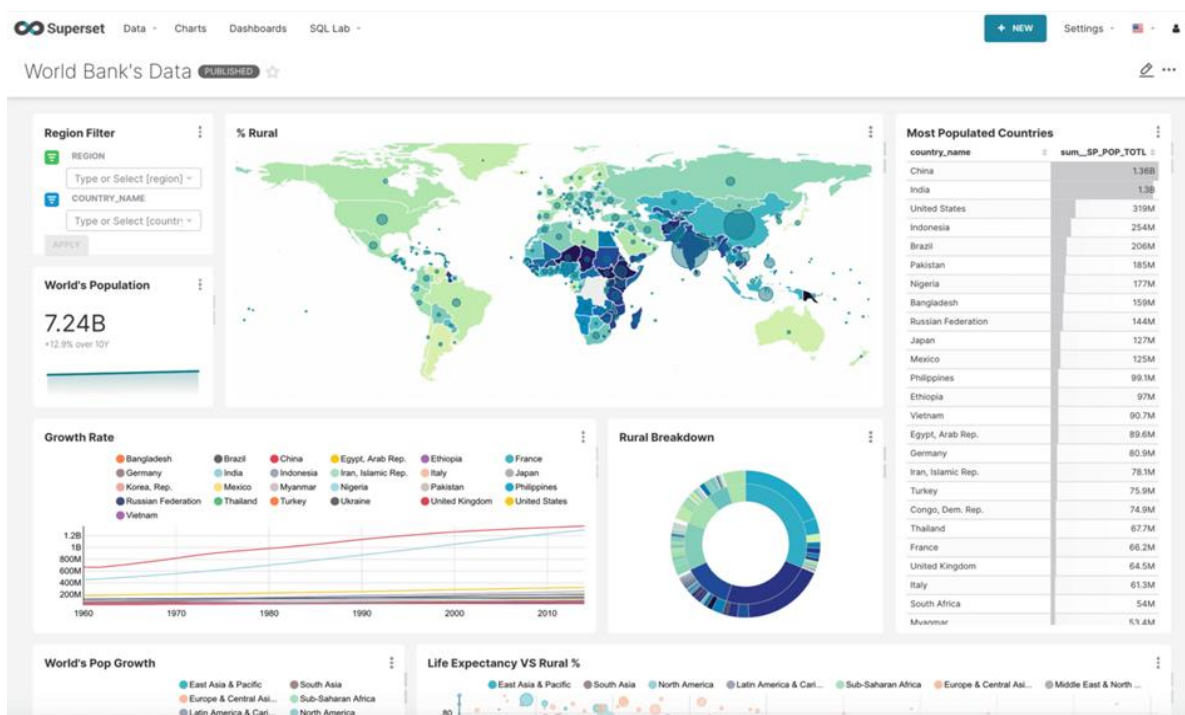 Superset Data Charts Dashboards SQL Lab + NEW Settings
World Bank's Data PUBLISHED
Region Filter
REGION
Type or Select [region]
COUNTRY_NAME
Type or Select [countr
APPLY
World's Population
7.24B
+12.9% over 10Y
% Rural
Most Populated Countries
country_name sum__SP_POP_TOTL
China 1.36B
India 1.3B
United States 319M
Indonesia 254M
Brazil 206M
Pakistan 185M
Nigeria 177M
Bangladesh 159M
Russian Federation 144M
Japan 127M
Mexico 125M
Philippines 99.1M
Ethiopia 97M
Vietnam 90.7M
Egypt, Arab Rep. 89.6M
Germany 80.9M
Iran, Islamic Rep. 78.1M
Turkey 75.9M
Congo, Dem. Rep. 74.9M
Thailand 67.7M
France 66.2M
United Kingdom 64.5M
Italy 61.3M
South Africa 54M
Myanmar 53.4M
Growth Rate
Bangladesh Brazil China Egypt, Arab Rep. Ethiopia France
Germany India Indonesia Iran, Islamic Rep. Italy Japan
Korea, Rep. Mexico Myanmar Nigeria Pakistan Philippines
Russian Federation Thailand Turkey Ukraine United Kingdom United States
Vietnam
1.2B
1B
800M
600M
400M
200M
1960 1970 1980 1990 2000 2010
Rural Breakdown
World's Pop Growth
East Asia & Pacific South Asia
Europe & Central Asi... Sub-Saharan Africa
Latin America & Cari... North America
Life Expectancy VS Rural %
East Asia & Pacific South Asia North America Latin America & Cari... Sub-Saharan Africa Europe & Central Asi... Middle East & North ...
80